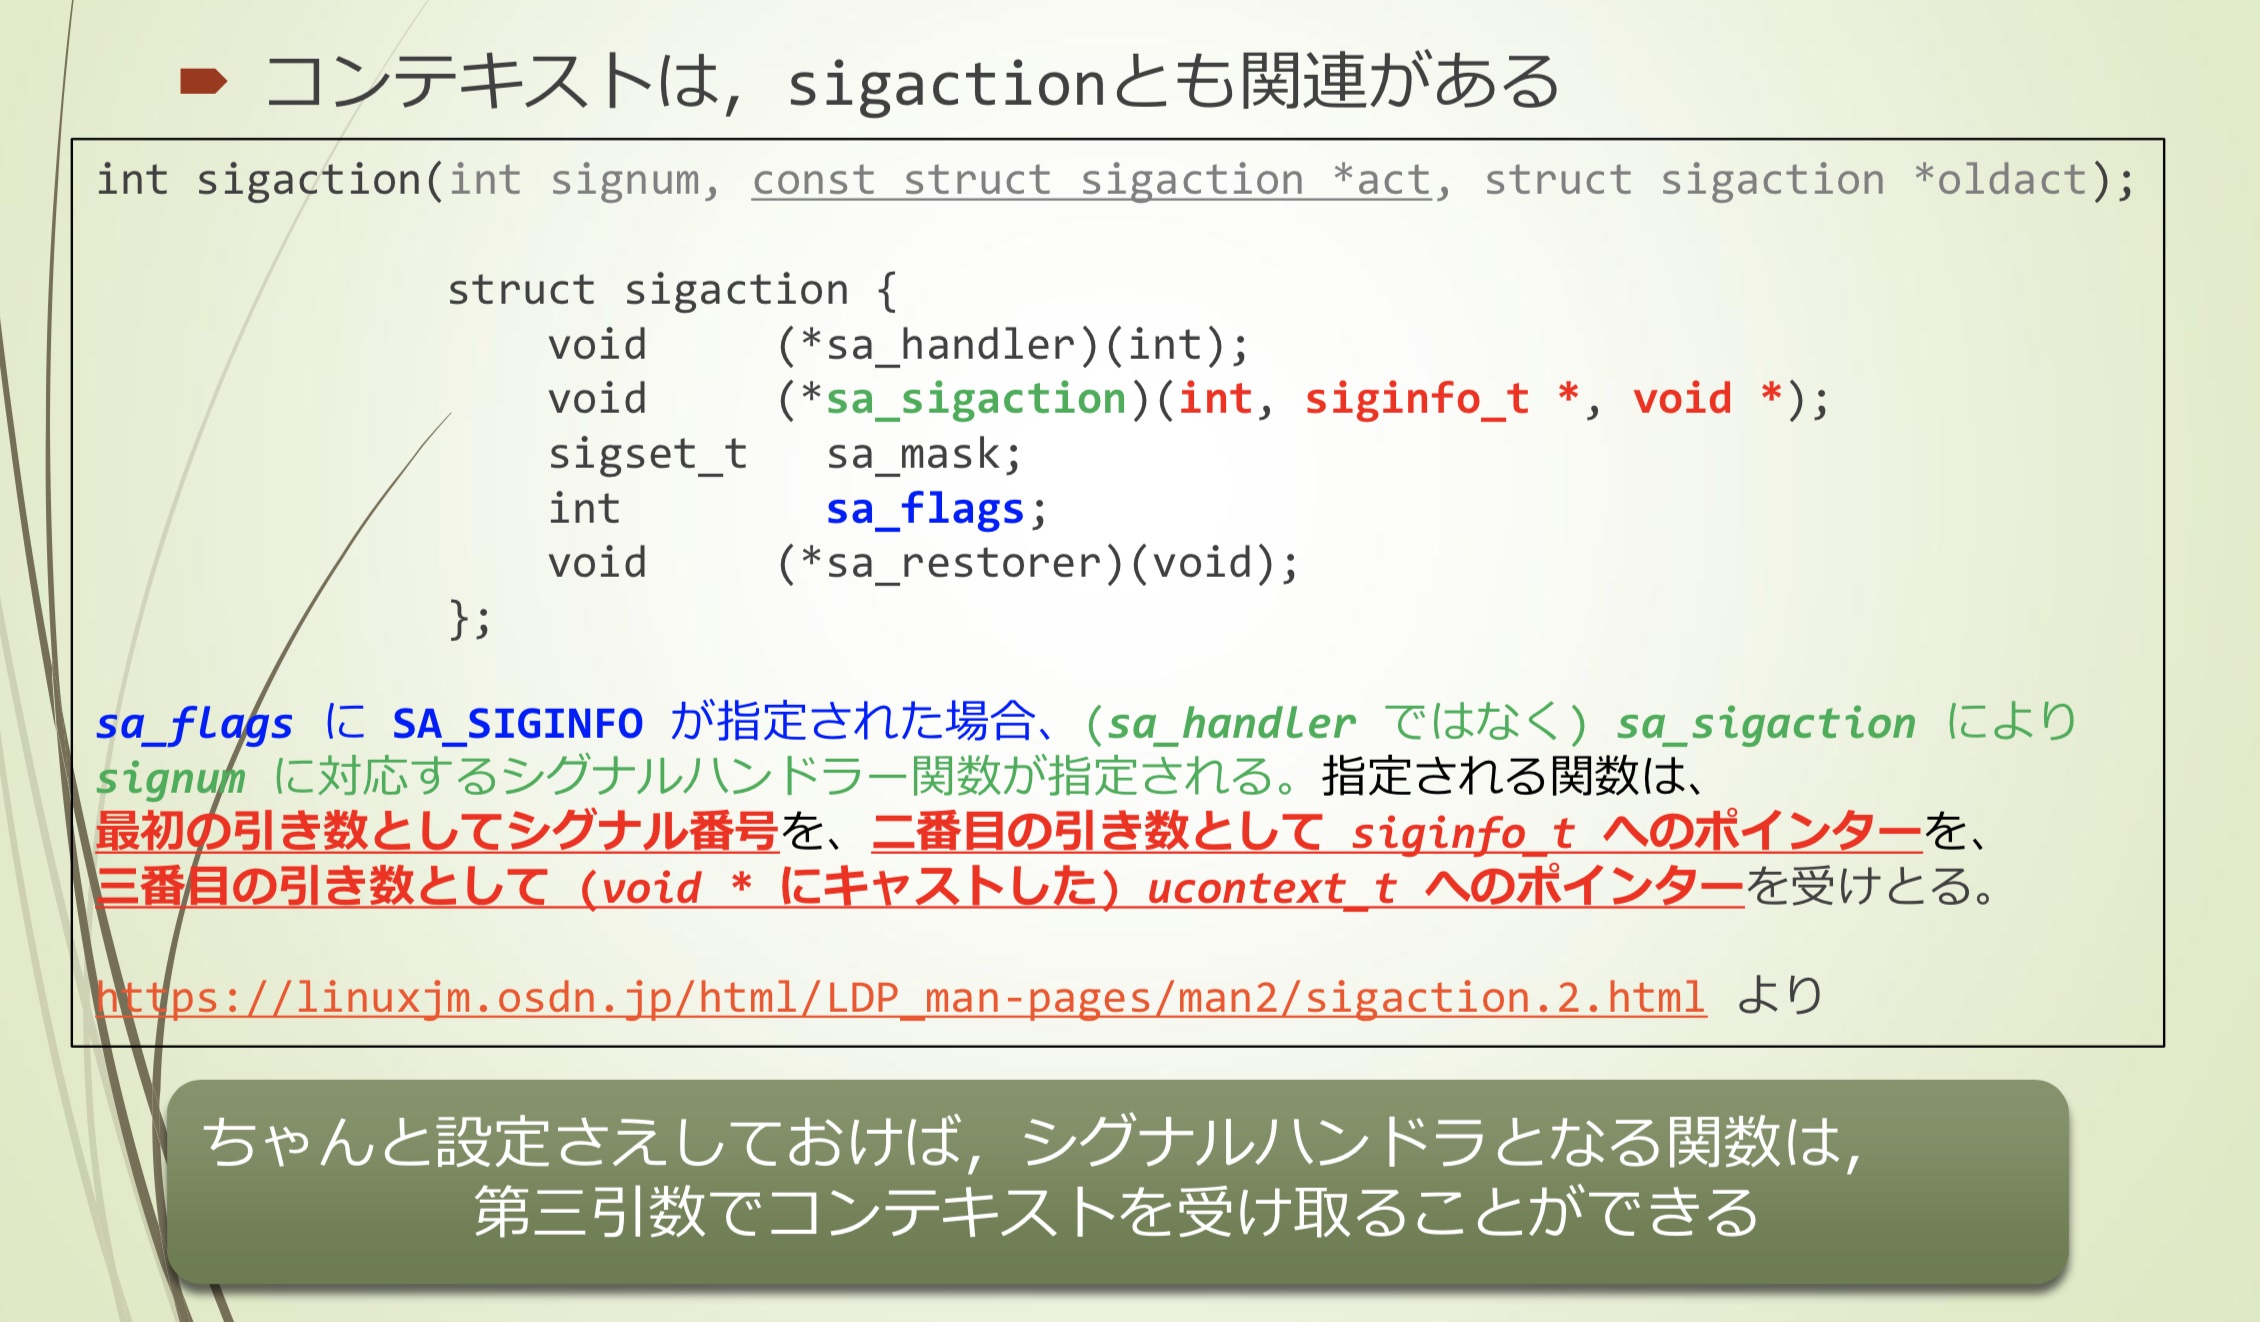 コンテキストは，sigactionとも関連がある
int sigaction(int signum, const struct sigaction *act, struct sigaction *oldact);
struct sigaction {
void (*sa_handler)(int);
void (*sa_sigaction)(int, siginfo_t *, void *);
sigset_t sa_mask;
int sa_flags;
void (*sa_restorer)(void);
};
sa_flags に SA_SIGINFO が指定された場合、(sa_handler ではなく) sa_sigaction により
signum に対応するシグナルハンドラー関数が指定される。指定される関数は、
最初の引き数としてシグナル番号を、二番目の引き数として siginfo_t へのポインターを、
三番目の引き数として (void * にキャストした) ucontext_t へのポインターを受けとる。
https://linuxjm.osdn.jp/html/LDP_man-pages/man2/sigaction.2.html より
ちゃんと設定さえしておけば，シグナルハンドラとなる関数は，
第三引数でコンテキストを受け取ることができる